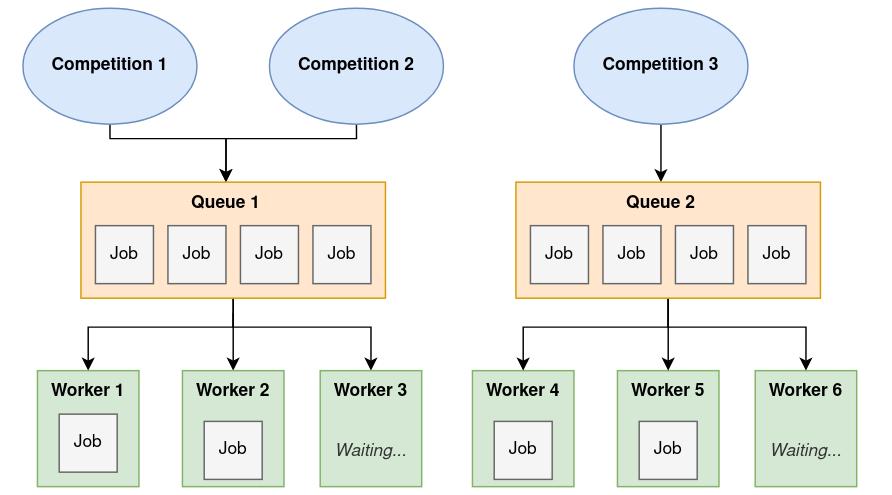 Competition 1
Competition 2
Competition 3
Queue 1
Job
Job
Job
Job
Queue 2
Job
Job
Job
Job
Worker 1
Job
Worker 2
Job
Worker 3
Waiting...
Worker 4
Job
Worker 5
Job
Worker 6
Waiting...